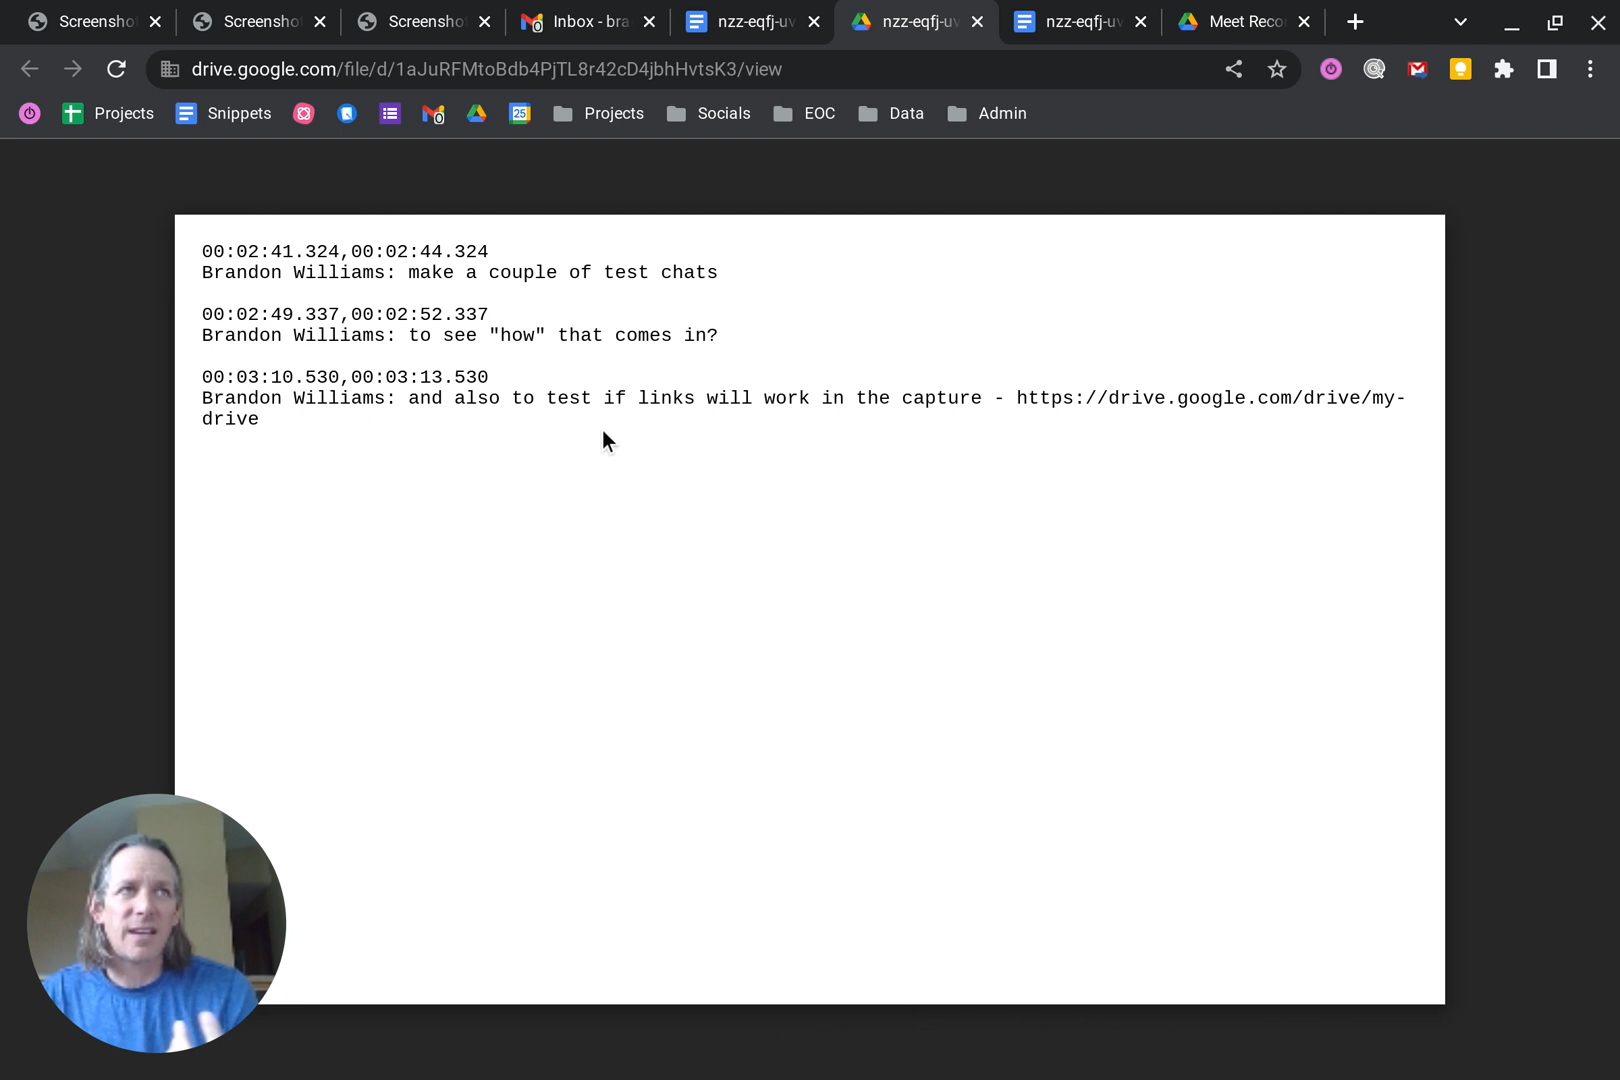 Screensho
Screensho
Screensho
Inbox - bra
nzz-eqfj-uv
nzz-eqfj-uv
nzz-eqfj-uv
Meet Reco
drive.google.com/file/d/1aJuRFMtoBdb4PjTL8r42cD4jbhHvtsK3/view
Projects
Snippets
0
25
Projects
Socials
EOC
Data
Admin
00:02:41.324,00:02:44.324
Brandon Williams: make a couple of test chats
00:02:49.337,00:02:52.337
Brandon Williams: to see "how" that comes in?
00:03:10.530,00:03:13.530
Brandon Williams: and also to test if links will work in the capture - https://drive.google.com/drive/my-
drive